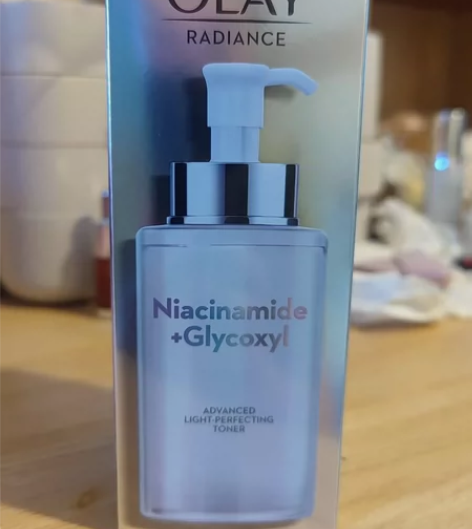 OLAY
RADIANCE
Niacinamide
+Glycoxyl
ADVANCED
LIGHT-PERFECTING
TONER